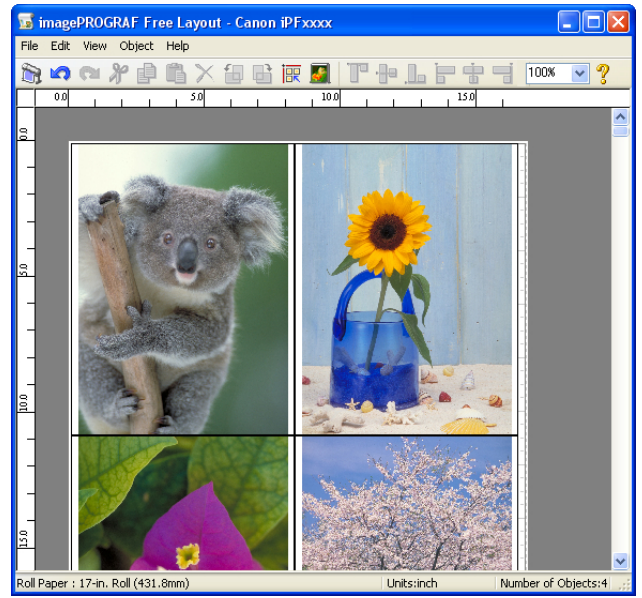 imagePROGRAF Free Layout - Canon iPFxxxx
File Edit View Object Help
100%
0.0 5.0 10.0 15.0
0.0
5.0
10.0
15.0
Roll Paper : 17-in. Roll (431.8mm) Units:inch Number of Objects:4